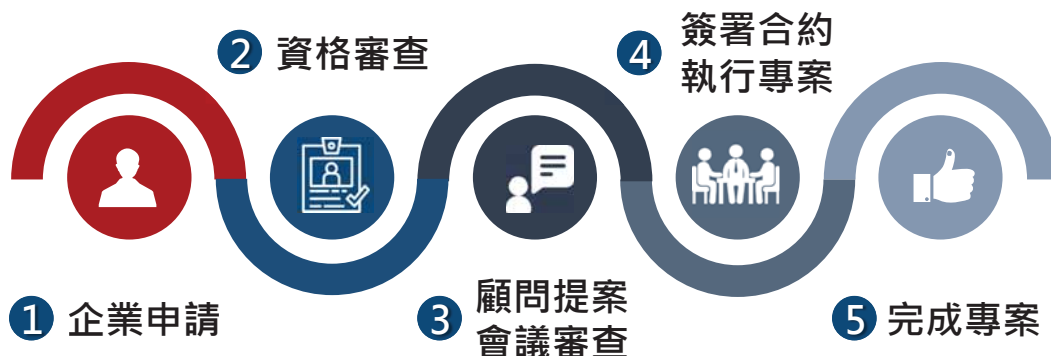 1 企業申請
2 資格審查
3 顧問提案
會議審查
4 簽署合約
執行專案
5 完成專案